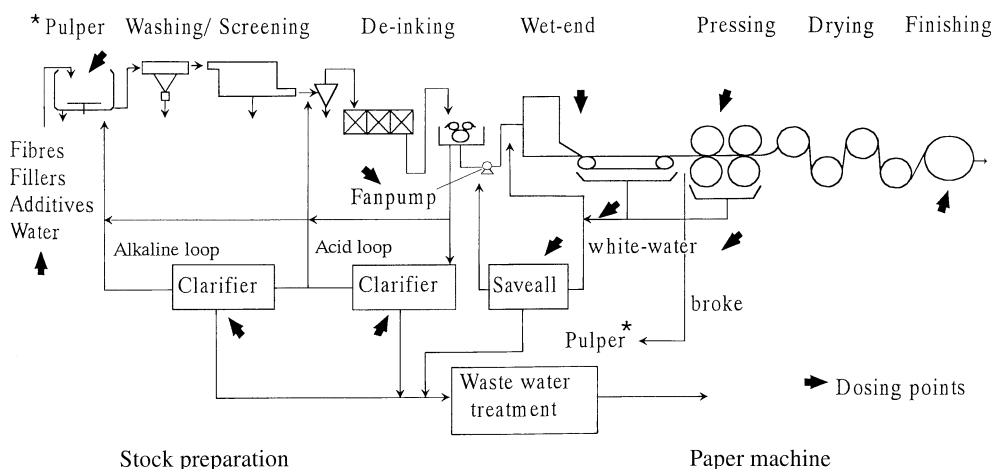 * Pulper Washing/ Screening De-inking Wet-end Pressing Drying Finishing
Fibres
Fillers
Additives
Water
Fanpump
Alkaline loop
Acid loop
white-water
Clarifier
Clarifier
Saveall
broke
Pulper*
Waste water
treatment
Dosing points
Stock preparation
Paper machine